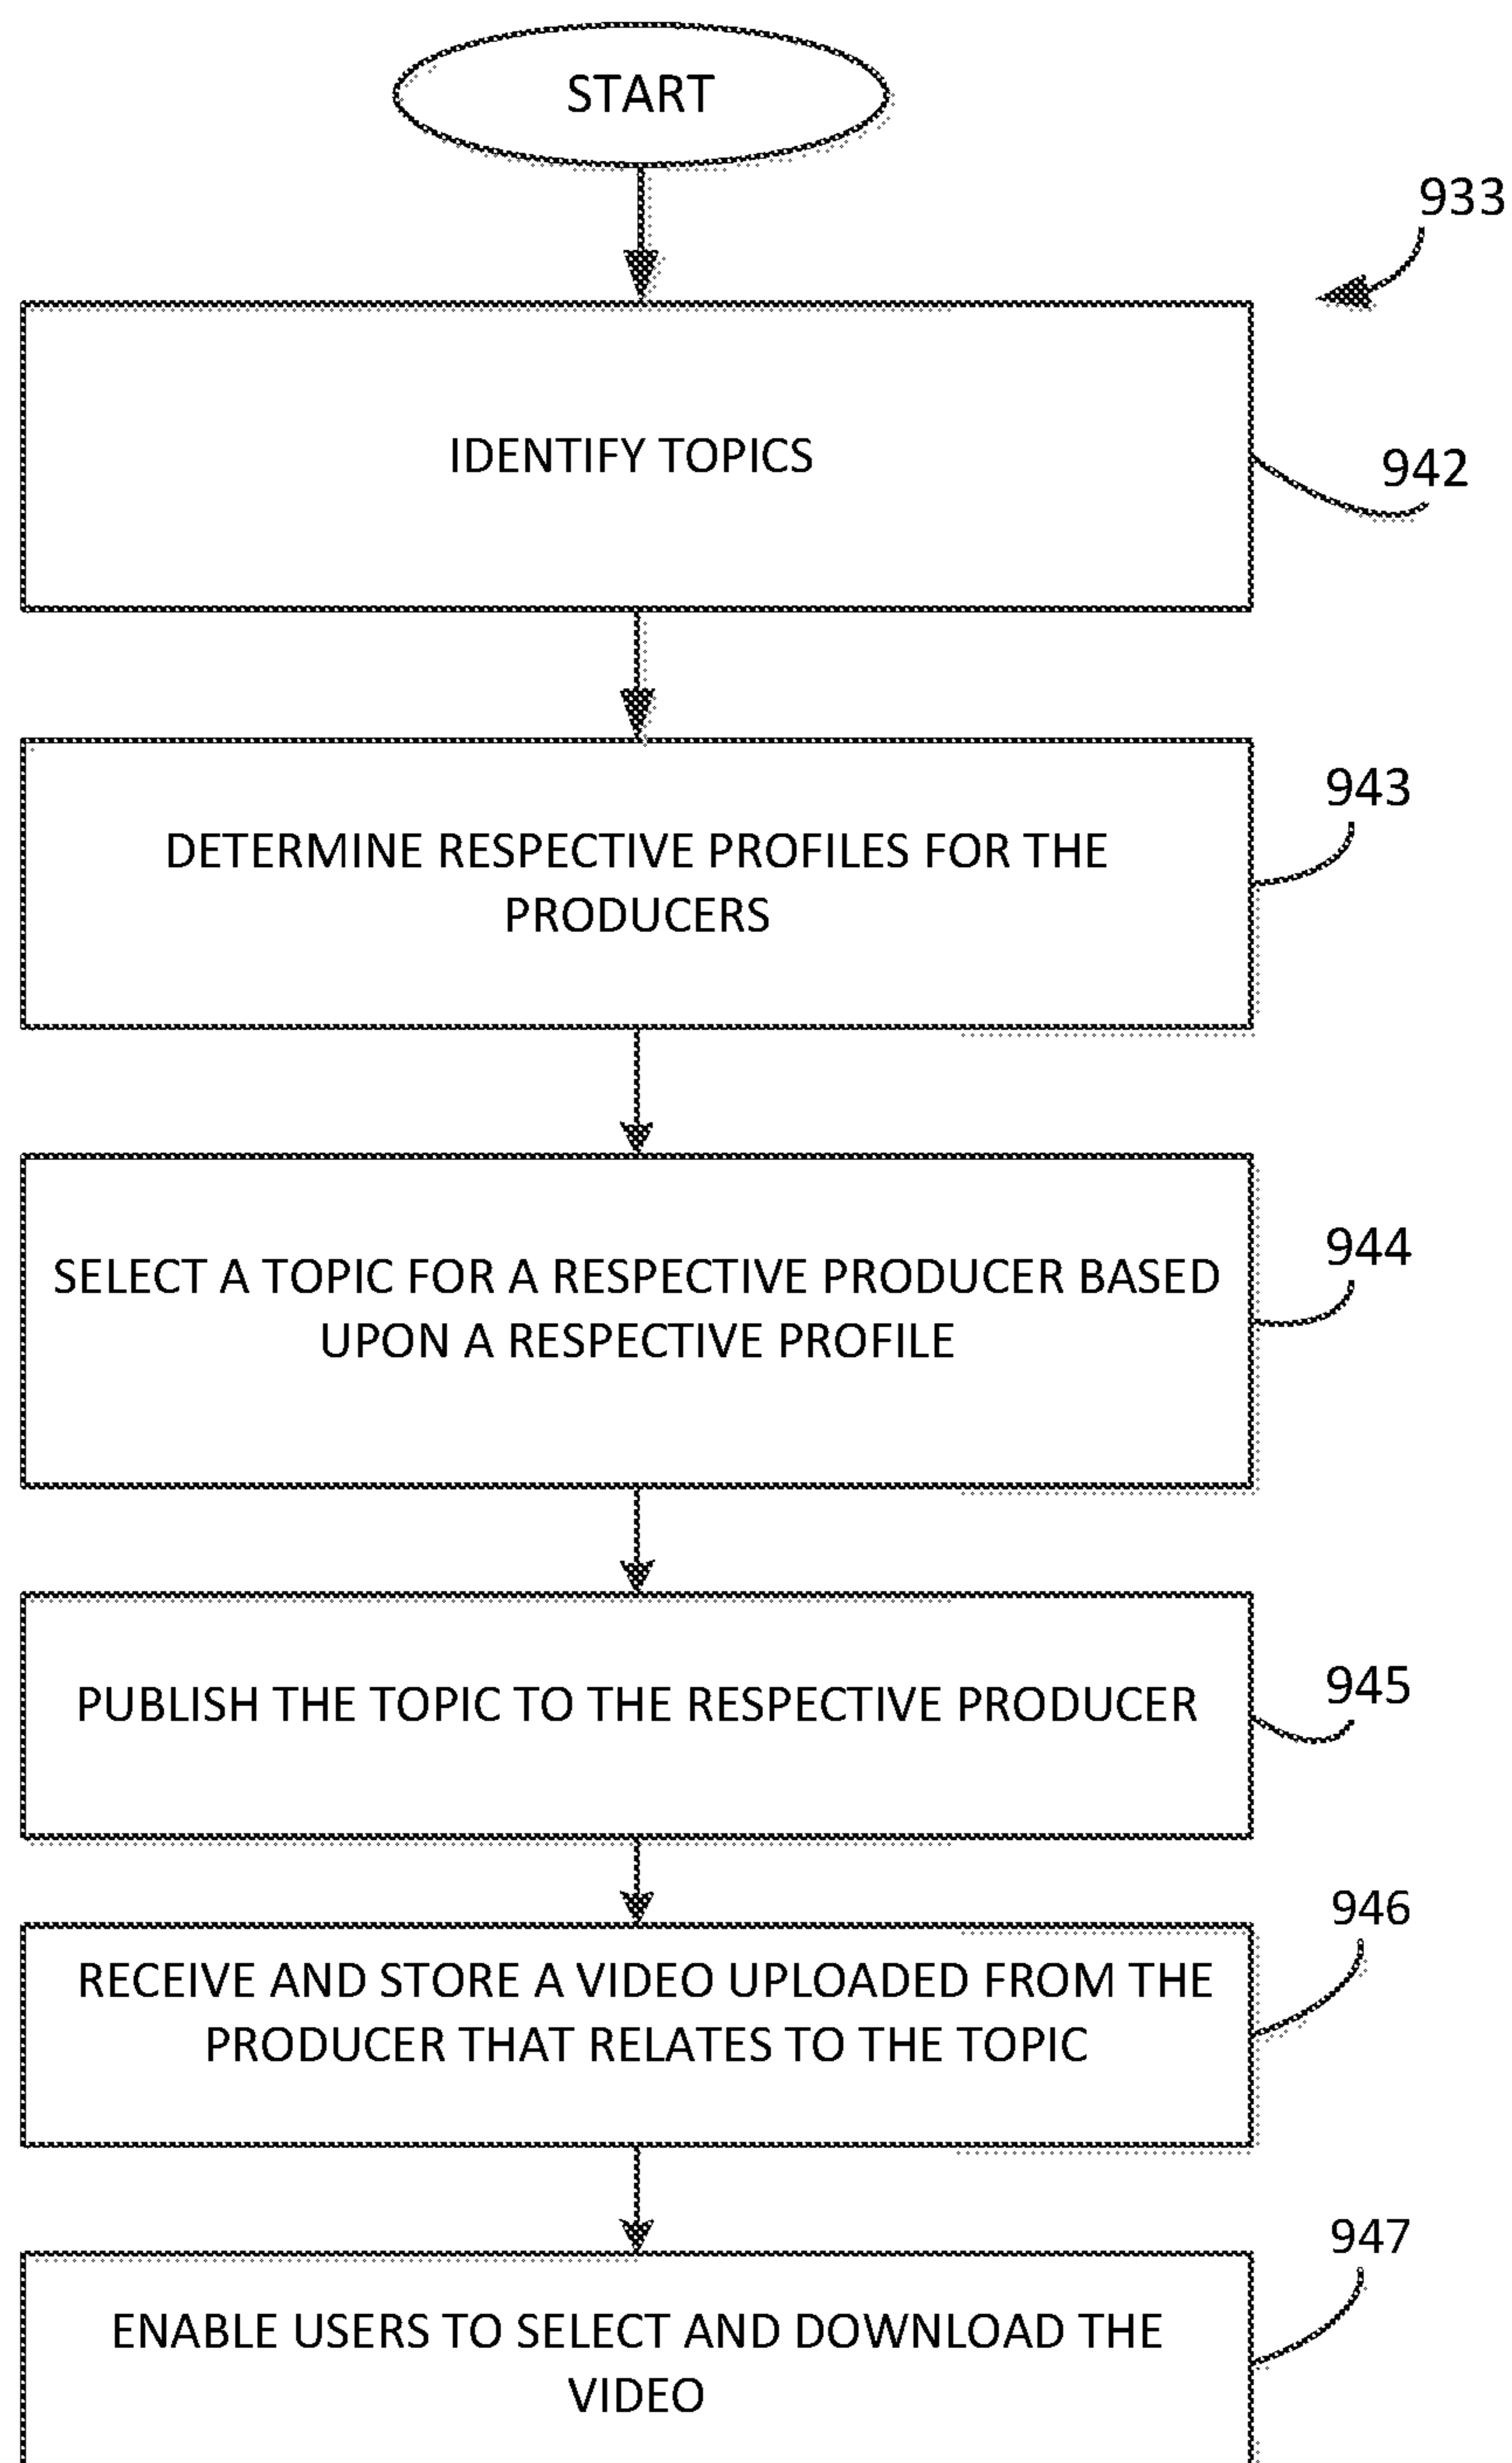 START
933
IDENTIFY TOPICS
942
DETERMINE RESPECTIVE PROFILES FOR THE
PRODUCERS
943
SELECT A TOPIC FOR A RESPECTIVE PRODUCER BASED
UPON A RESPECTIVE PROFILE
944
PUBLISH THE TOPIC TO THE RESPECTIVE PRODUCER
945
RECEIVE AND STORE A VIDEO UPLOADED FROM THE
PRODUCER THAT RELATES TO THE TOPIC
946
ENABLE USERS TO SELECT AND DOWNLOAD THE
VIDEO
947